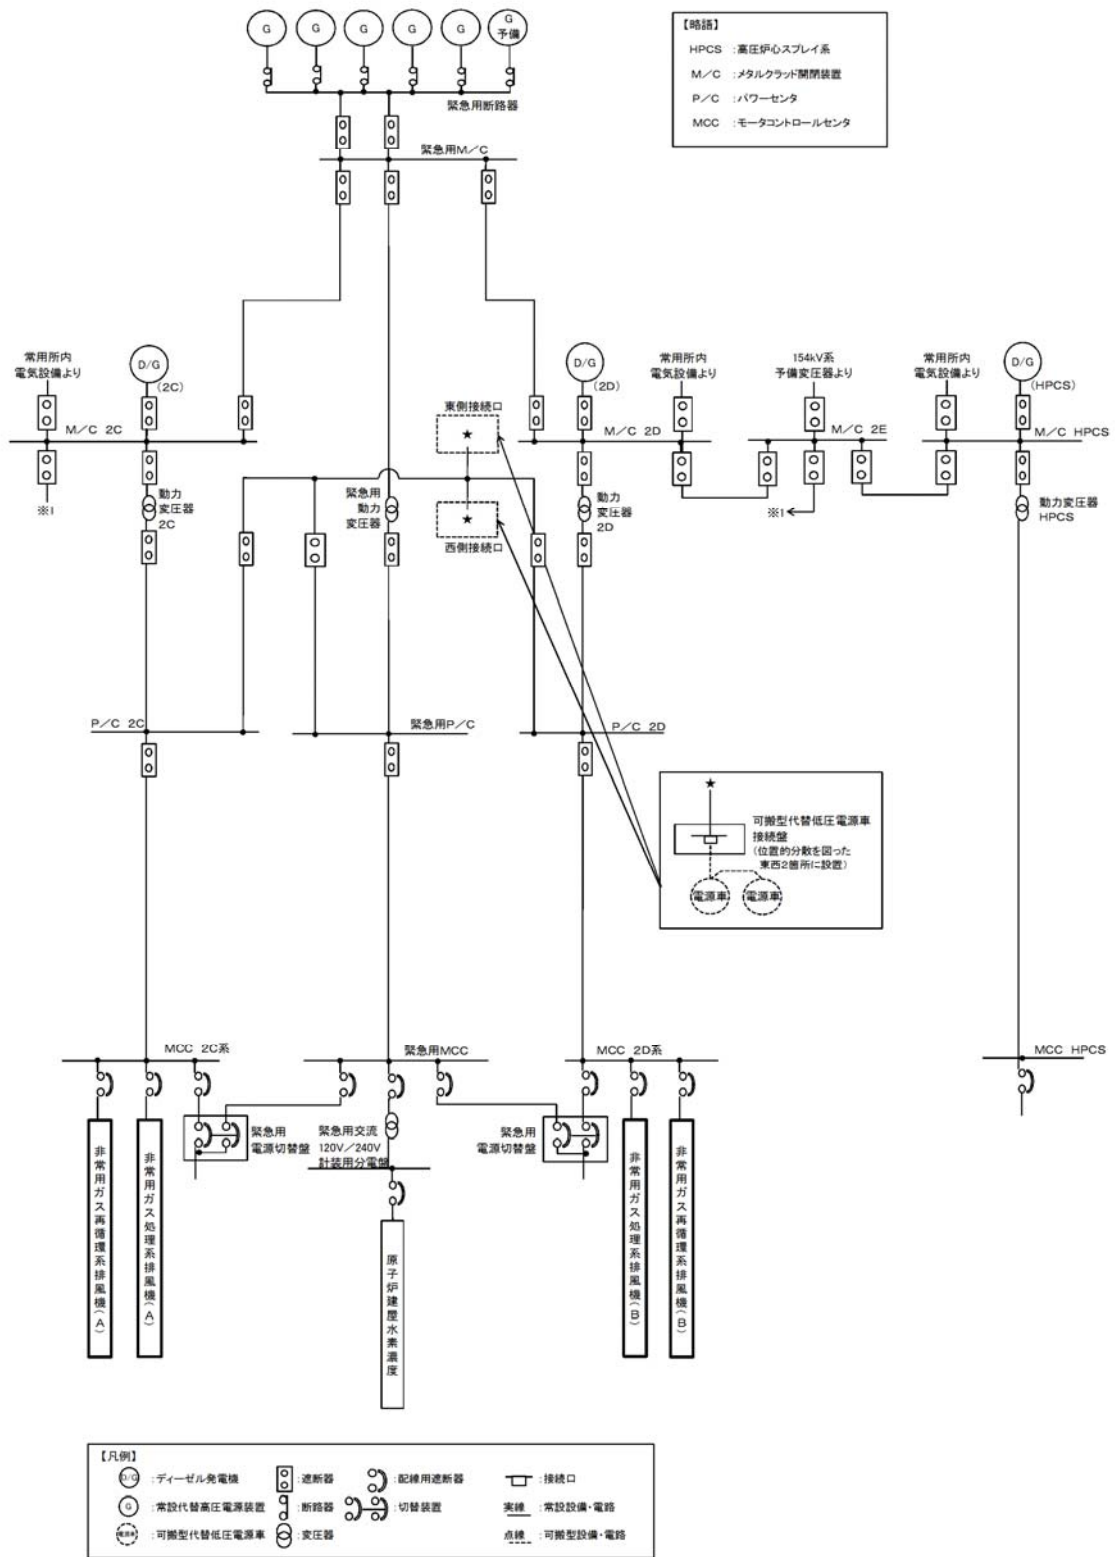 G
G
G
G
G
G
予備
【略語】
HPCS :高圧炉心スプレイ系
M/C :メタルクラッド開閉装置
P/C :パワーセンタ
MCC :モータコントロールセンタ
緊急用断路器
緊急用M/C
常用所内
電気設備より
D/G
(2C)
D/G
(2D)
常用所内
電気設備より
154kV系
予備変圧器より
常用所内
電気設備より
D/G
(HPCS)
東側接続口
★
M/C 2C
M/C 2D
M/C 2E
M/C HPCS
動力
変圧器
2C
緊急用
動力
変圧器
★
西側接続口
動力
変圧器
2D
動力変圧器
HPCS
※1
※1
P/C 2C
緊急用P/C
P/C 2D
★
可搬型代替低圧電源車
接続盤
(位置的分散を図った
東西2箇所に設置)
電源車
電源車
MCC 2C系
緊急用MCC
MCC 2D系
MCC HPCS
緊急用
電源切替盤
緊急用交流
120V/240V
計装用分電盤
緊急用
電源切替盤
非常用ガス再循環系排風機(A)
非常用ガス処理系排風機(A)
原子炉建屋水素濃度
非常用ガス処理系排風機(B)
非常用ガス再循環系排風機(B)
【凡例】
D/G :ディーゼル発電機
:遮断器
:配線用遮断器
:接続口
G :常設代替高圧電源装置
:断路器
:切替装置
実線 :常設設備・電路
電源車 :可搬型代替低圧電源車
:変圧器
点線 :可搬型設備・電路